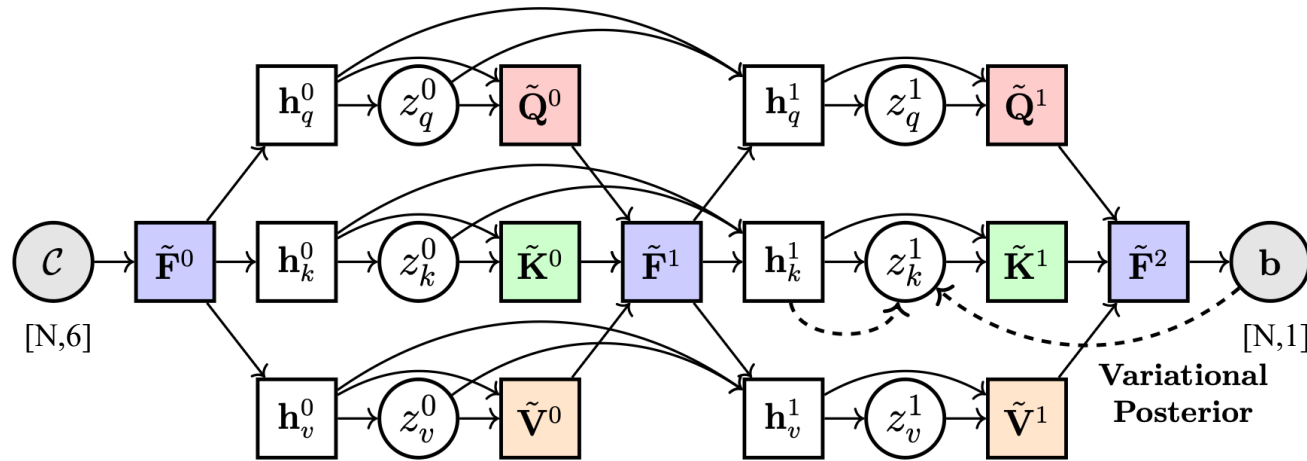 h_q^0 z_q^0 Q̃^0 h_q^1 z_q^1 Q̃^1
𝒞 F̃^0 h_k^0 z_k^0 K̃^0 F̃^1 h_k^1 z_k^1 K̃^1 F̃^2 b
[N,6] [N,1]
h_v^0 z_v^0 Ṽ^0 h_v^1 z_v^1 Ṽ^1
Variational
Posterior